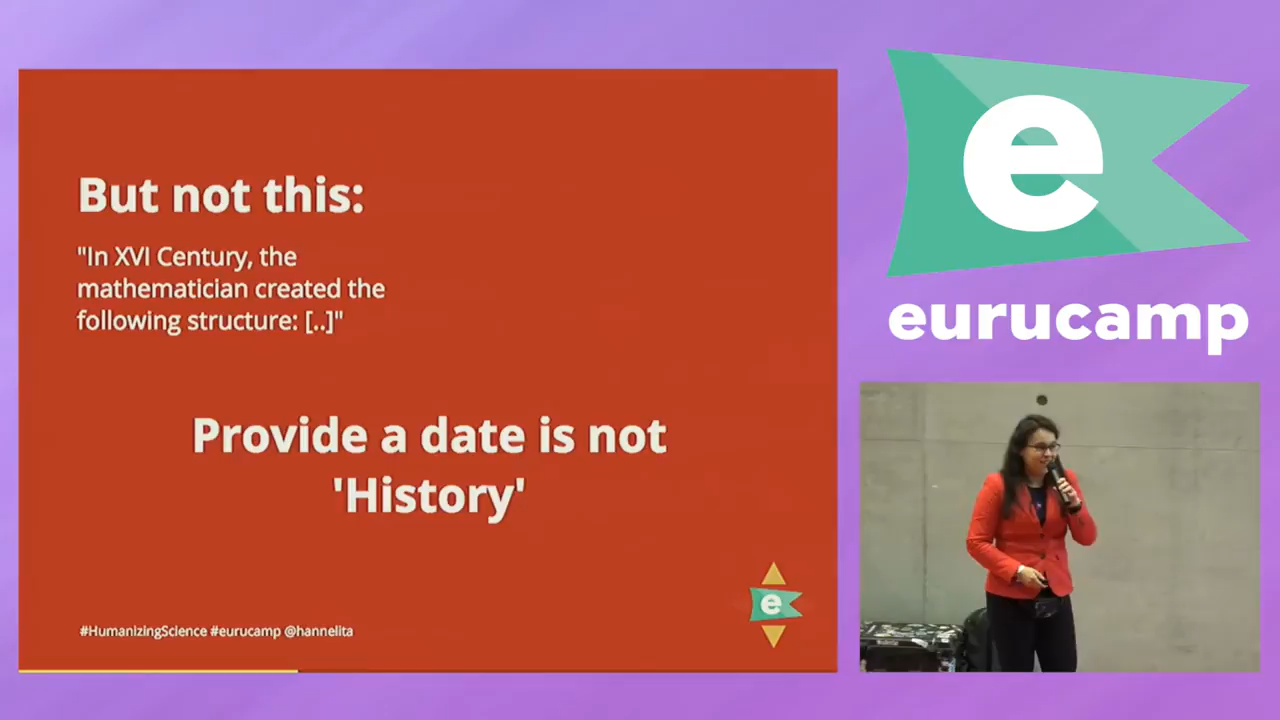 But not this:
"In XVI Century, the
mathematician created the
following structure: [..]"
Provide a date is not
'History'
e
#HumanizingScience #eurucamp @hannelita
e
eurucamp